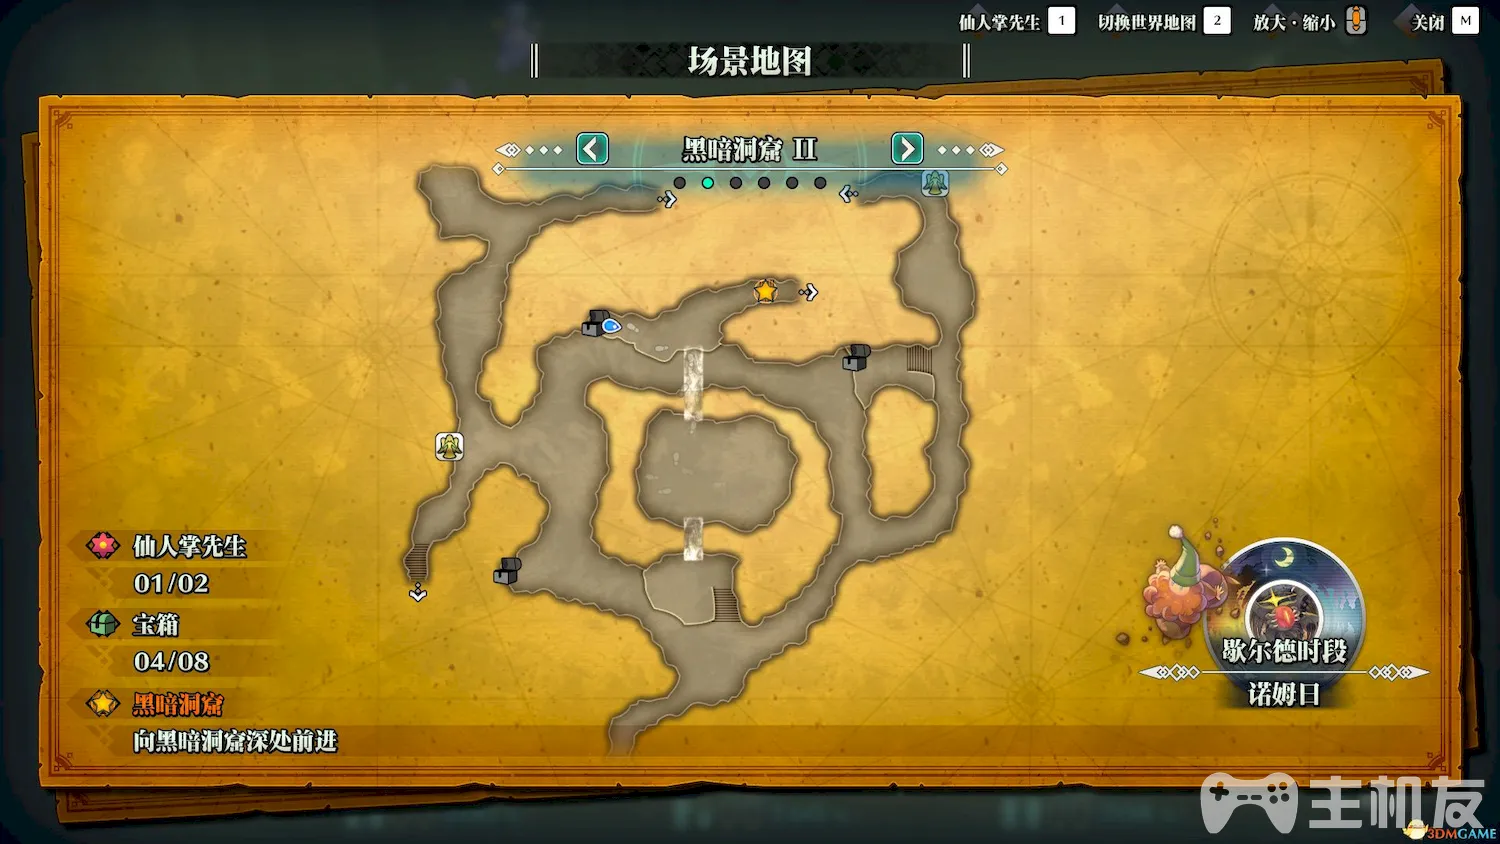 仙人掌先生 1 切换世界地图 2 放大·缩小 关闭 M
场景地图
黑暗洞窟 II
仙人掌先生
01/02
宝箱
04/08
黑暗洞窟
向黑暗洞窟深处前进
歇尔德时段
诺姆日
主机友
3DMGAME